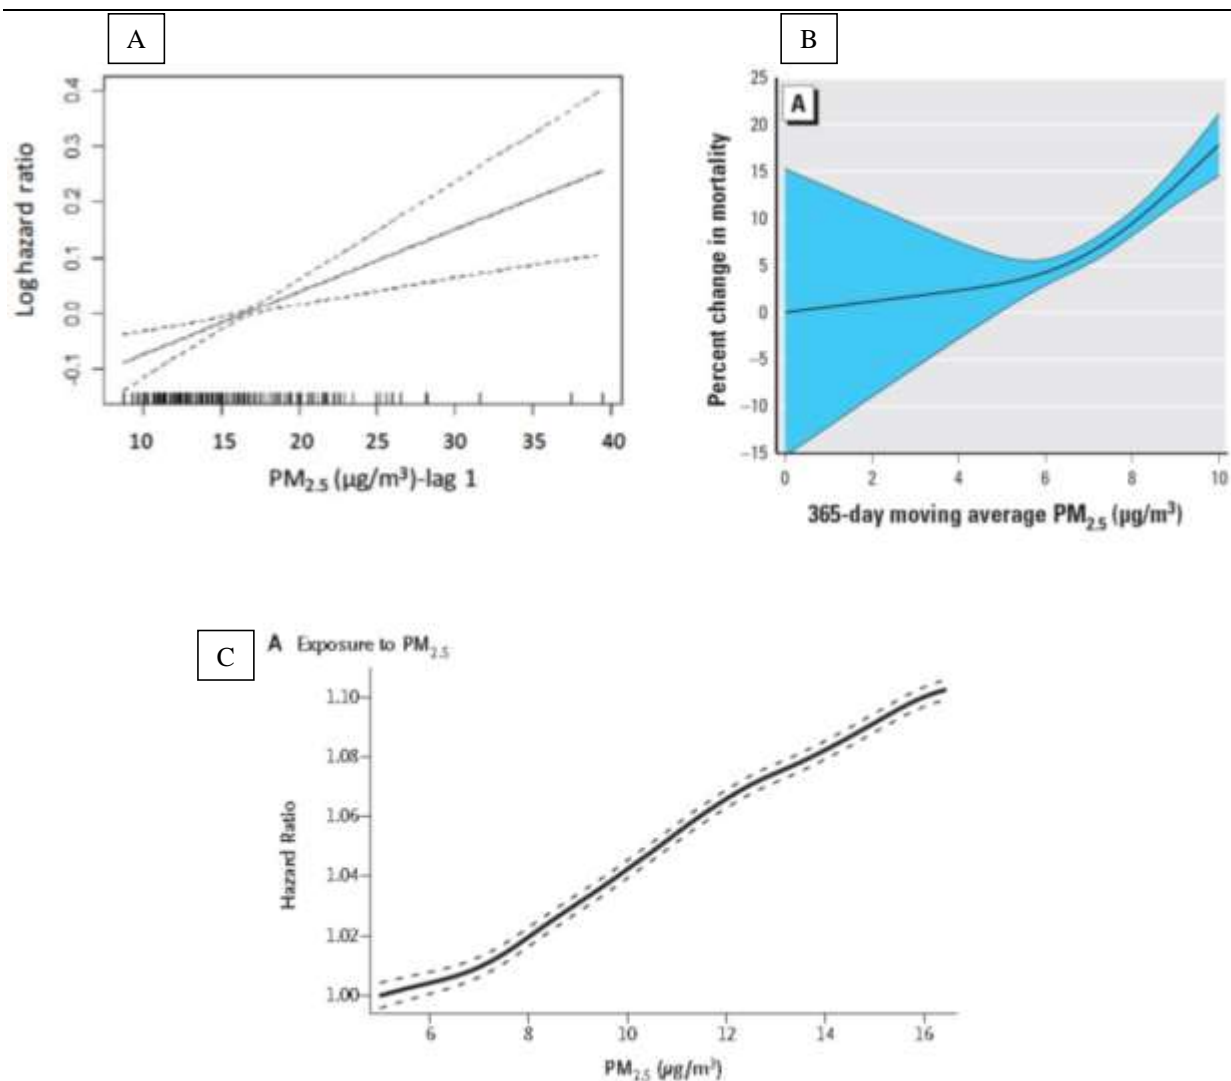 A
Log hazard ratio
0.4
0.3
0.2
0.1
0.0
-0.1
10 15 20 25 30 35 40
PM2.5 (µg/m³)-lag 1
B
A
Percent change in mortality
25
20
15
10
5
0
−5
−10
−15
0 2 4 6 8 10
365-day moving average PM2.5 (µg/m³)
C
A Exposure to PM2.5
Hazard Ratio
1.10
1.08
1.06
1.04
1.02
1.00
6 8 10 12 14 16
PM2.5 (µg/m³)